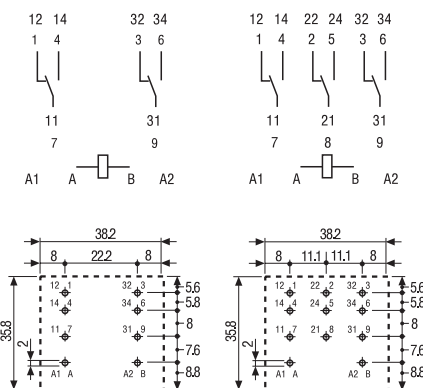 12 14 32 34
1 4 3 6
11 31
7 9
A1 A B A2
12 14 22 24 32 34
1 4 2 5 3 6
11 21 31
7 8 9
A1 A B A2
38.2
8 22.2 8
12 1 32 3
14 4 34 6
11 7 31 9
A1 A A2 B
35.8
2
5.6
5.8
8
7.6
8.8
38.2
8 11.1 11.1 8
12 1 22 2 32 3
14 4 24 5 34 6
11 7 21 8 31 9
A1 A A2 B
35.8
2
5.6
5.8
8
7.6
8.8